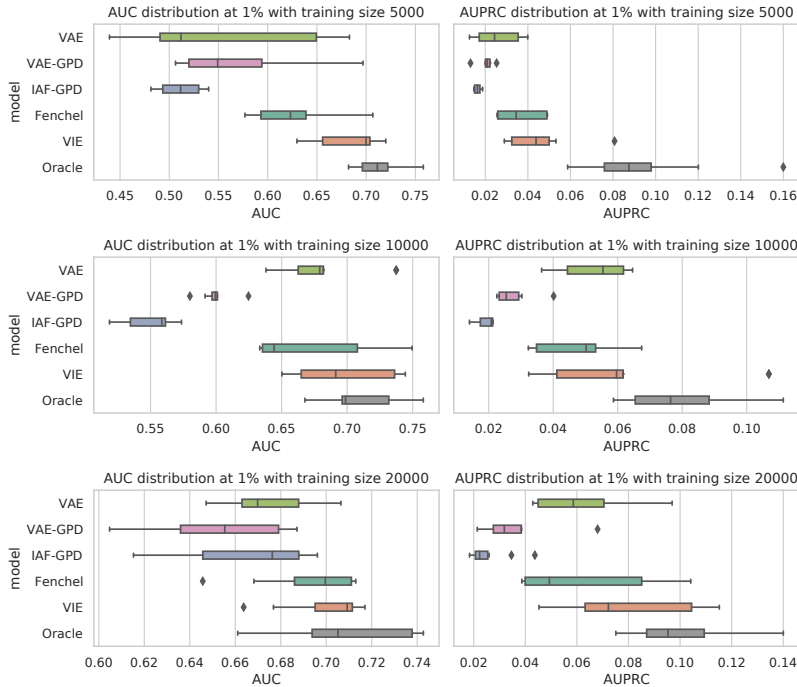 AUC distribution at 1% with training size 5000
AUPRC distribution at 1% with training size 5000
VAE
VAE-GPD
IAF-GPD
Fenchel
VIE
Oracle
model
0.45 0.50 0.55 0.60 0.65 0.70 0.75
0.02 0.04 0.06 0.08 0.10 0.12 0.14 0.16
AUC
AUPRC
AUC distribution at 1% with training size 10000
AUPRC distribution at 1% with training size 10000
VAE
VAE-GPD
IAF-GPD
Fenchel
VIE
Oracle
model
0.55 0.60 0.65 0.70 0.75
0.02 0.04 0.06 0.08 0.10
AUC
AUPRC
AUC distribution at 1% with training size 20000
AUPRC distribution at 1% with training size 20000
VAE
VAE-GPD
IAF-GPD
Fenchel
VIE
Oracle
model
0.60 0.62 0.64 0.66 0.68 0.70 0.72 0.74
0.02 0.04 0.06 0.08 0.10 0.12 0.14
AUC
AUPRC